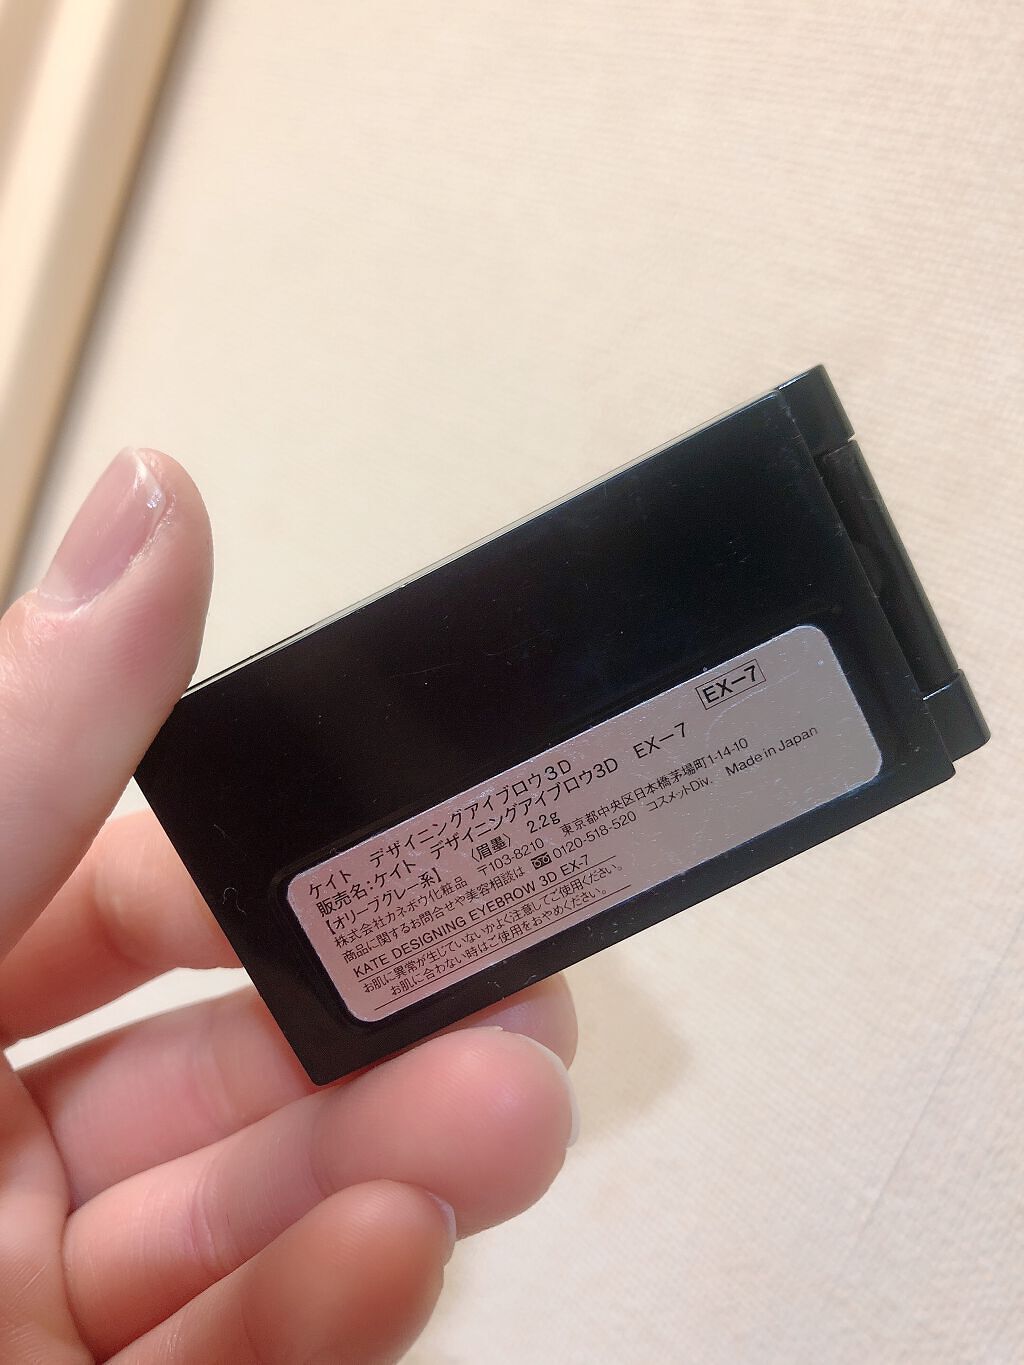 EX-7
ケイト デザイニングアイブロウ3D
販売名:ケイト デザイニングアイブロウ3D EX-7
【オリーブグレー系】 〈眉墨〉 2.2g
株式会社カネボウ化粧品 〒103-8210 東京都中央区日本橋茅場町1-14-10
商品に関するお問合せや美容相談は 0120-518-520 コスメットDiv. Made in Japan
KATE DESIGNING EYEBROW 3D EX-7
お肌に異常が生じていないかよく注意してご使用ください。
お肌に合わない時はご使用をおやめください。